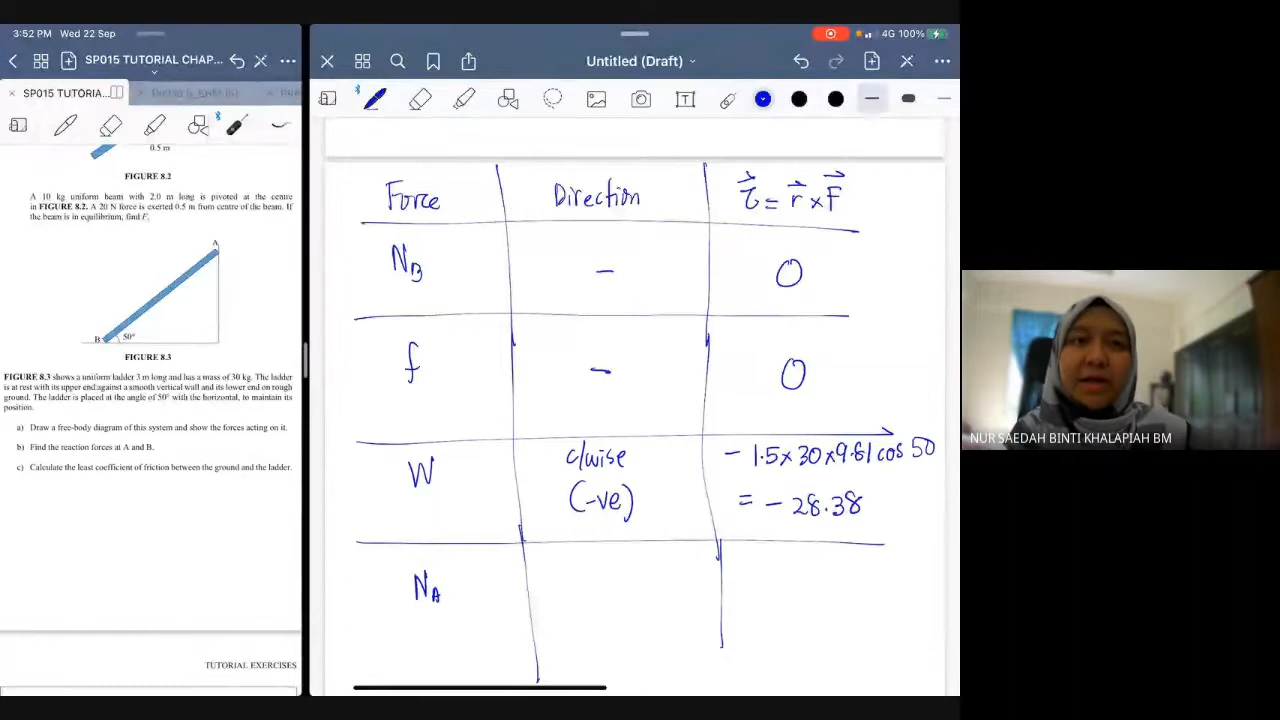 3:52 PM Wed 22 Sep
4G 100%
SP015 TUTORIAL CHAP...
Untitled (Draft)
SP015 TUTORIA...
0.5 m
FIGURE 8.2
A 10 kg uniform beam with 2.0 m long is pivoted at the centre
in FIGURE 8.2. A 20 N force is exerted 0.5 m from centre of the beam. If
the beam is in equilibrium, find F.
A
B
50°
FIGURE 8.3
FIGURE 8.3 shows a uniform ladder 3 m long and has a mass of 30 kg. The ladder
is at rest with its upper end against a smooth vertical wall and its lower end on rough
ground. The ladder is placed at the angle of 50° with the horizontal, to maintain its
position.
a) Draw a free-body diagram of this system and show the forces acting on it.
b) Find the reaction forces at A and B.
c) Calculate the least coefficient of friction between the ground and the ladder.
TUTORIAL EXERCISES
Force Direction τ⃗ = r⃗ × F⃗
N_B - 0
f - 0
W c/wise - 1.5 × 30 × 9.81 cos 50
(-ve) = - 28.38
N_A
NUR SAEDAH BINTI KHALAPIAH BM